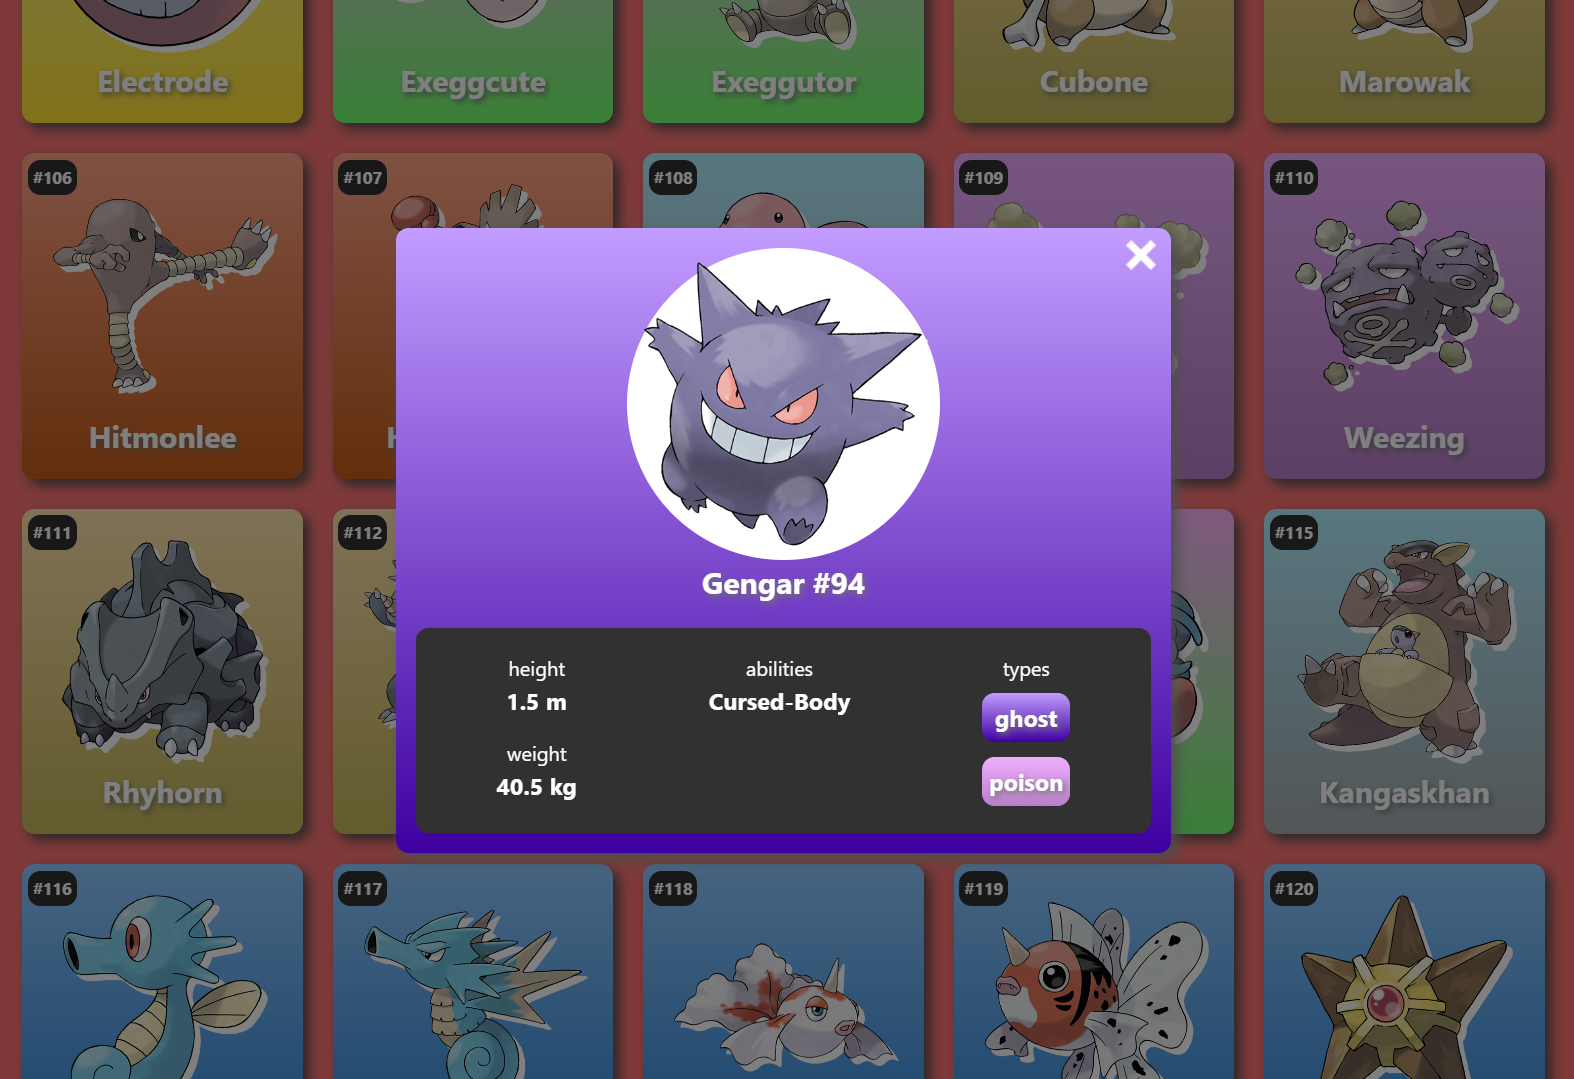 Electrode
Exeggcute
Exeggutor
Cubone
Marowak
#106
#107
#108
#109
#110
Hitmonlee
Weezing
Gengar #94
height
1.5 m
weight
40.5 kg
abilities
Cursed-Body
types
ghost
poison
#111
#112
#115
Rhyhorn
Kangaskhan
#116
#117
#118
#119
#120